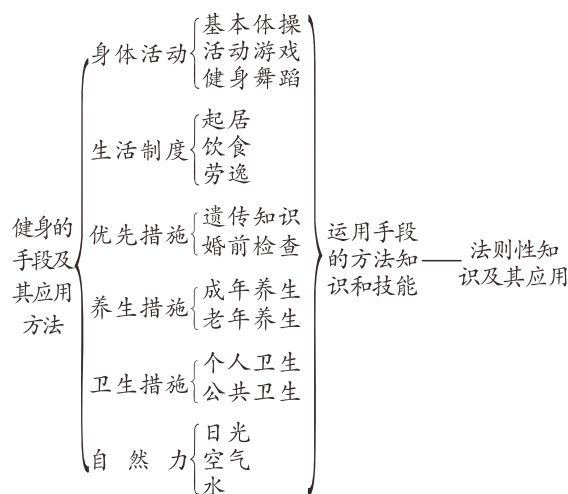 健身的
手段及
其应用
方法
身体活动
基本体操
活动游戏
健身舞蹈
生活制度
起居
饮食
劳逸
优先措施
遗传知识
婚前检查
养生措施
成年养生
老年养生
卫生措施
个人卫生
公共卫生
自然力
日光
空气
水
运用手段
的方法知
识和技能
法则性知
识及其应用